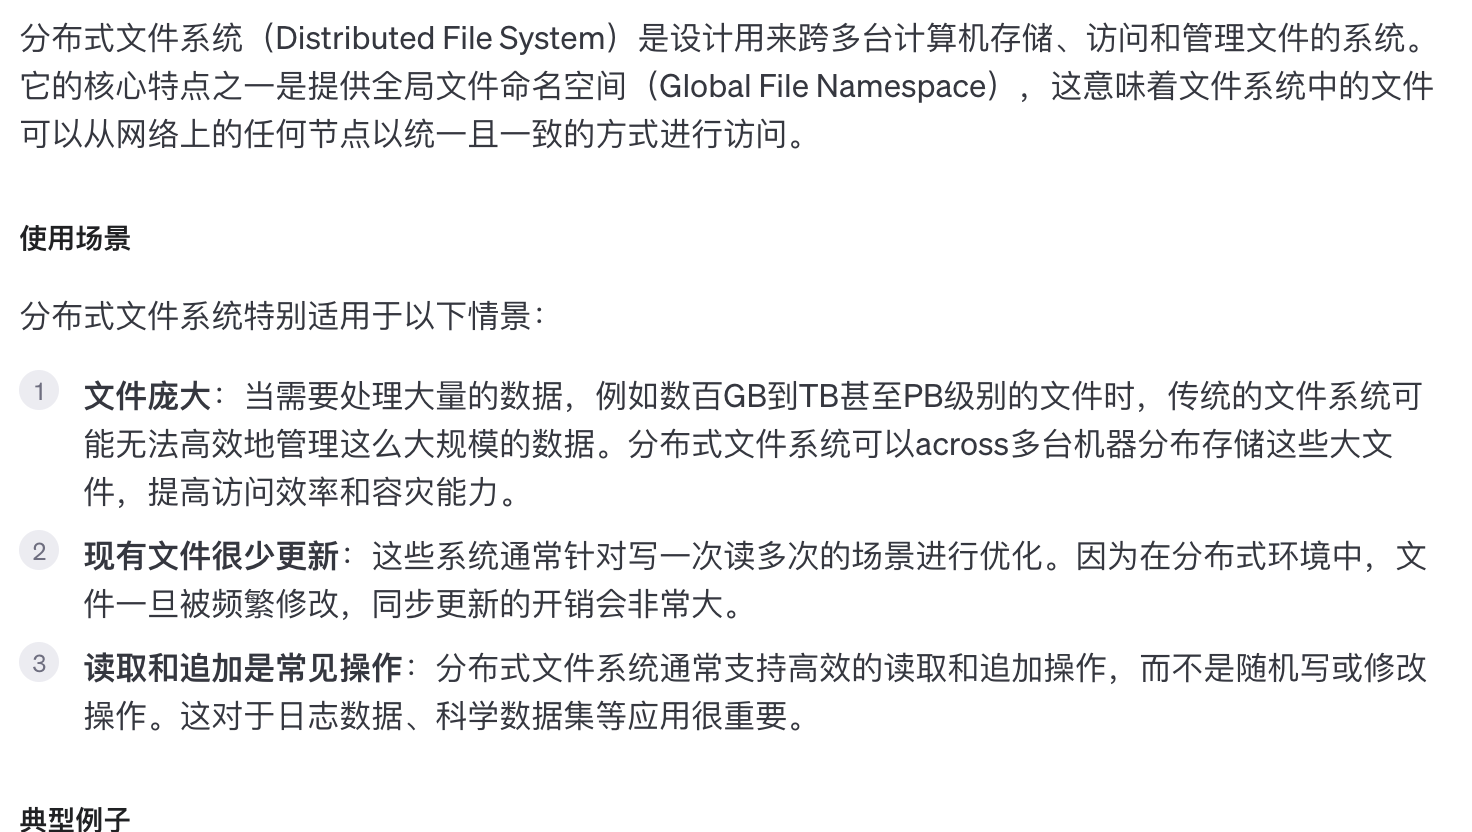 分布式文件系统（Distributed File System）是设计用来跨多台计算机存储、访问和管理文件的系统。
它的核心特点之一是提供全局文件命名空间（Global File Namespace），这意味着文件系统中的文件
可以从网络上的任何节点以统一且一致的方式进行访问。
使用场景
分布式文件系统特别适用于以下情景：
1 文件庞大：当需要处理大量的数据，例如数百GB到TB甚至PB级别的文件时，传统的文件系统可
能无法高效地管理这么大规模的数据。分布式文件系统可以across多台机器分布存储这些大文
件，提高访问效率和容灾能力。
2 现有文件很少更新：这些系统通常针对写一次读多次的场景进行优化。因为在分布式环境中，文
件一旦被频繁修改，同步更新的开销会非常大。
3 读取和追加是常见操作：分布式文件系统通常支持高效的读取和追加操作，而不是随机写或修改
操作。这对于日志数据、科学数据集等应用很重要。
典型例子